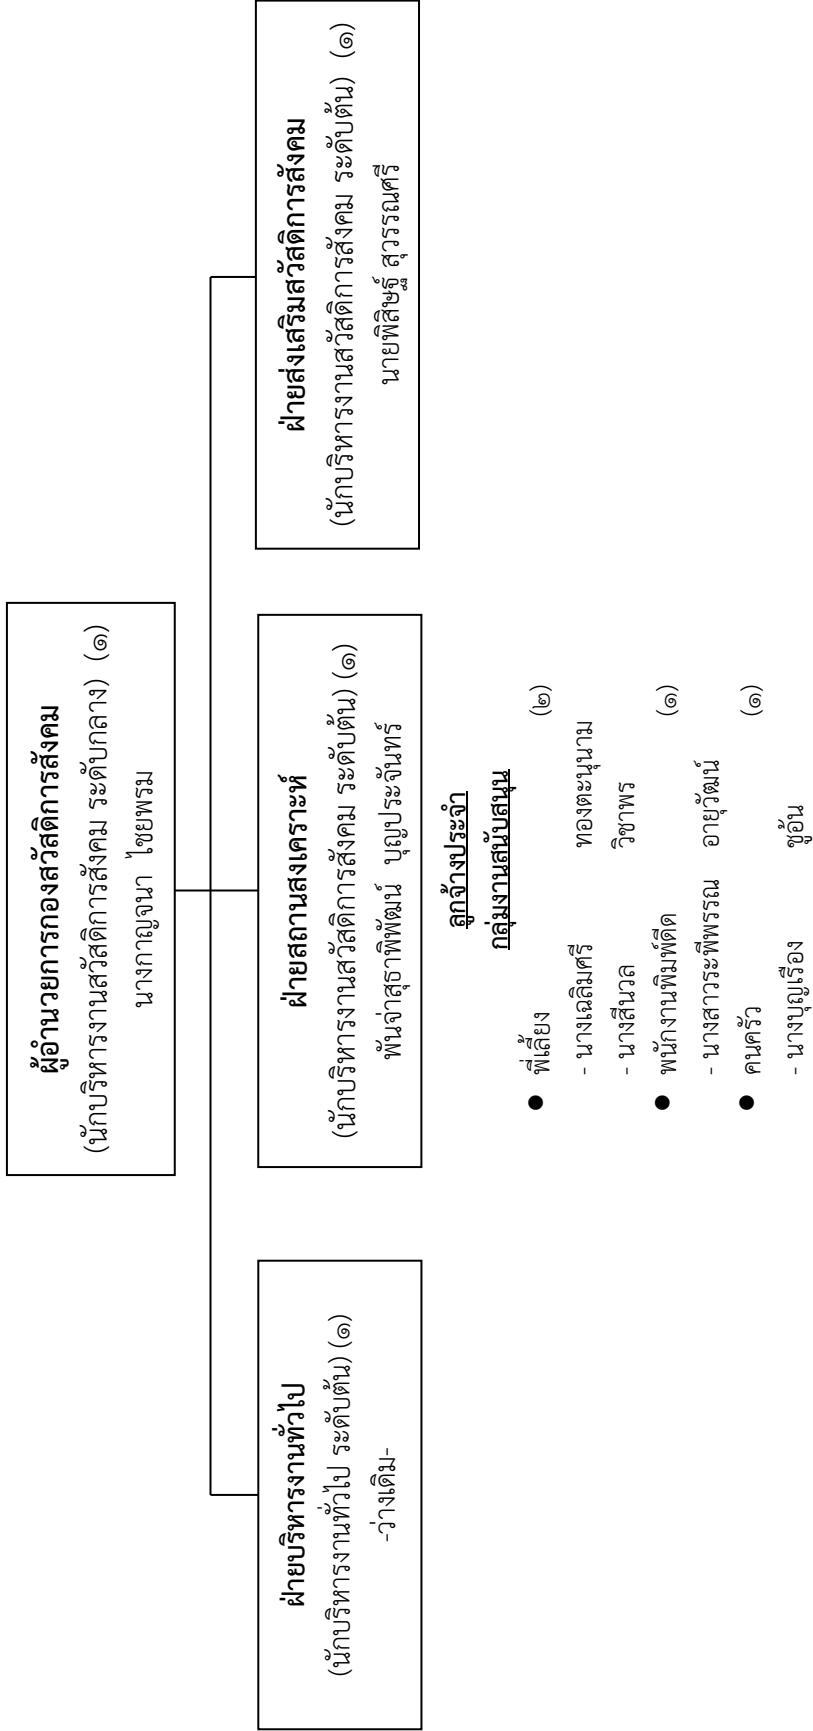 ผู้อำนวยการกองสวัสดิการสังคม
(นักบริหารงานสวัสดิการสังคม ระดับกลาง) (๑)
นางกาญจนา ไชยพรม
ฝ่ายบริหารงานทั่วไป
(นักบริหารงานทั่วไป ระดับต้น) (๑)
-ว่างเดิม-
ฝ่ายสถานสงเคราะห์
(นักบริหารงานสวัสดิการสังคม ระดับต้น) (๑)
พันจ่าสุธาพิพัฒน์ บุญประจันทร์
ฝ่ายส่งเสริมสวัสดิการสังคม
(นักบริหารงานสวัสดิการสังคม ระดับต้น) (๑)
นายพิสิษฐ์ สุวรรณศรี
ลูกจ้างประจำ
กลุ่มงานสนับสนุน
● พี่เลี้ยง (๒)
- นางเฉลิมศรี ทองตะนุนาม
- นางสีนวล วิชาพร
● พนักงานพิมพ์ดีด (๑)
- นางสาวระพีพรรณ อายุวัฒน์
● คนครัว (๑)
- นางบุญเรือง ชูอ้น